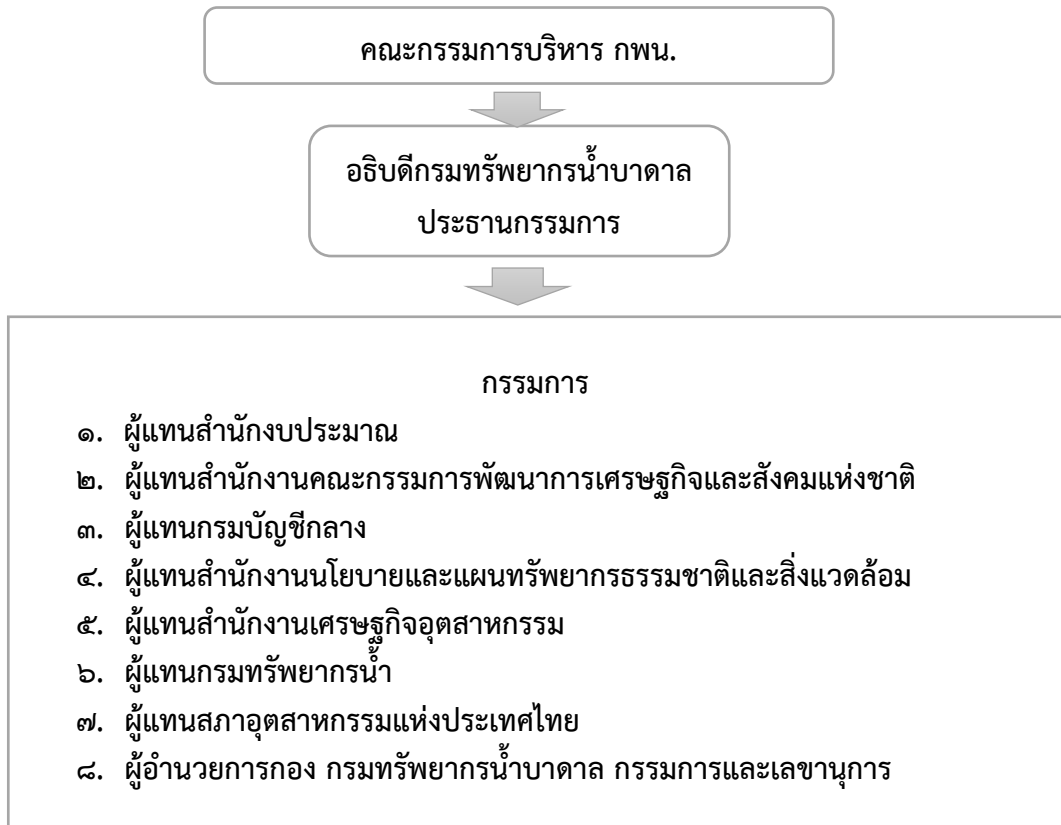 คณะกรรมการบริหาร กพน.
อธิบดีกรมทรัพยากรน้ำบาดาล
ประธานกรรมการ
กรรมการ
๑. ผู้แทนสำนักงบประมาณ
๒. ผู้แทนสำนักงานคณะกรรมการพัฒนาการเศรษฐกิจและสังคมแห่งชาติ
๓. ผู้แทนกรมบัญชีกลาง
๔. ผู้แทนสำนักงานนโยบายและแผนทรัพยากรธรรมชาติและสิ่งแวดล้อม
๕. ผู้แทนสำนักงานเศรษฐกิจอุตสาหกรรม
๖. ผู้แทนกรมทรัพยากรน้ำ
๗. ผู้แทนสภาอุตสาหกรรมแห่งประเทศไทย
๘. ผู้อำนวยการกอง กรมทรัพยากรน้ำบาดาล กรรมการและเลขานุการ